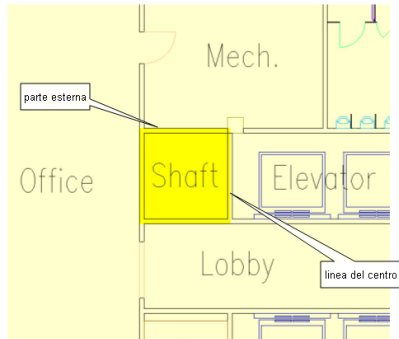 Mech.
parte esterna
Office
Shaft
Elevator
Lobby
linea del centro